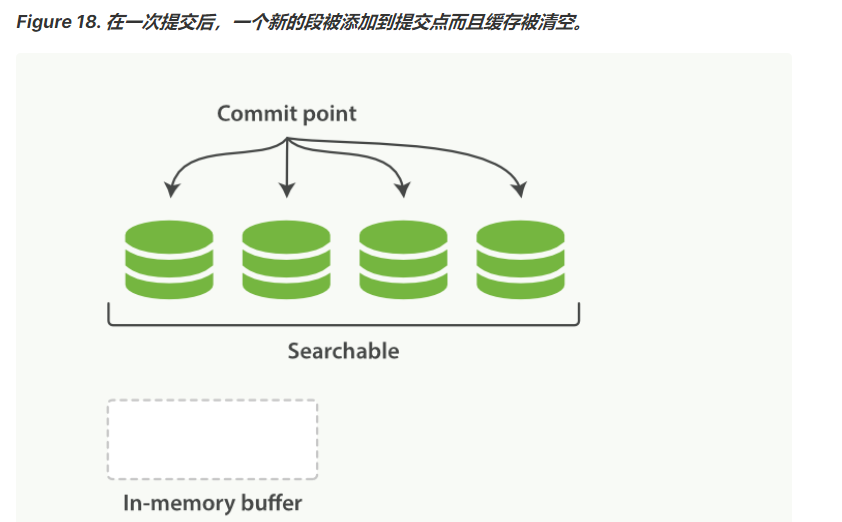 Figure 18. 在一次提交后，一个新的段被添加到提交点而且缓存被清空。
Commit point
Searchable
In-memory buffer